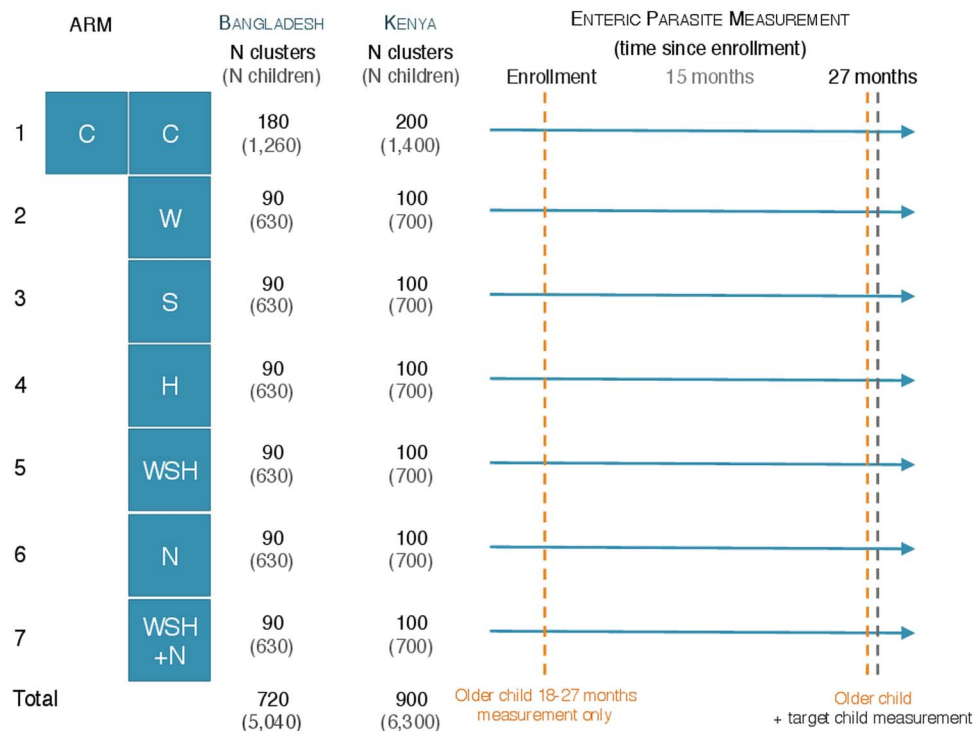 ARM BANGLADESH KENYA ENTERIC PARASITE MEASUREMENT
N clusters N clusters (time since enrollment)
(N children) (N children) Enrollment 15 months 27 months
1 C C 180 200
(1,260) (1,400)
2 W 90 100
(630) (700)
3 S 90 100
(630) (700)
4 H 90 100
(630) (700)
5 WSH 90 100
(630) (700)
6 N 90 100
(630) (700)
7 WSH 90 100
+N (630) (700)
Total 720 900 Older child 18-27 months Older child
(5,040) (6,300) measurement only + target child measurement